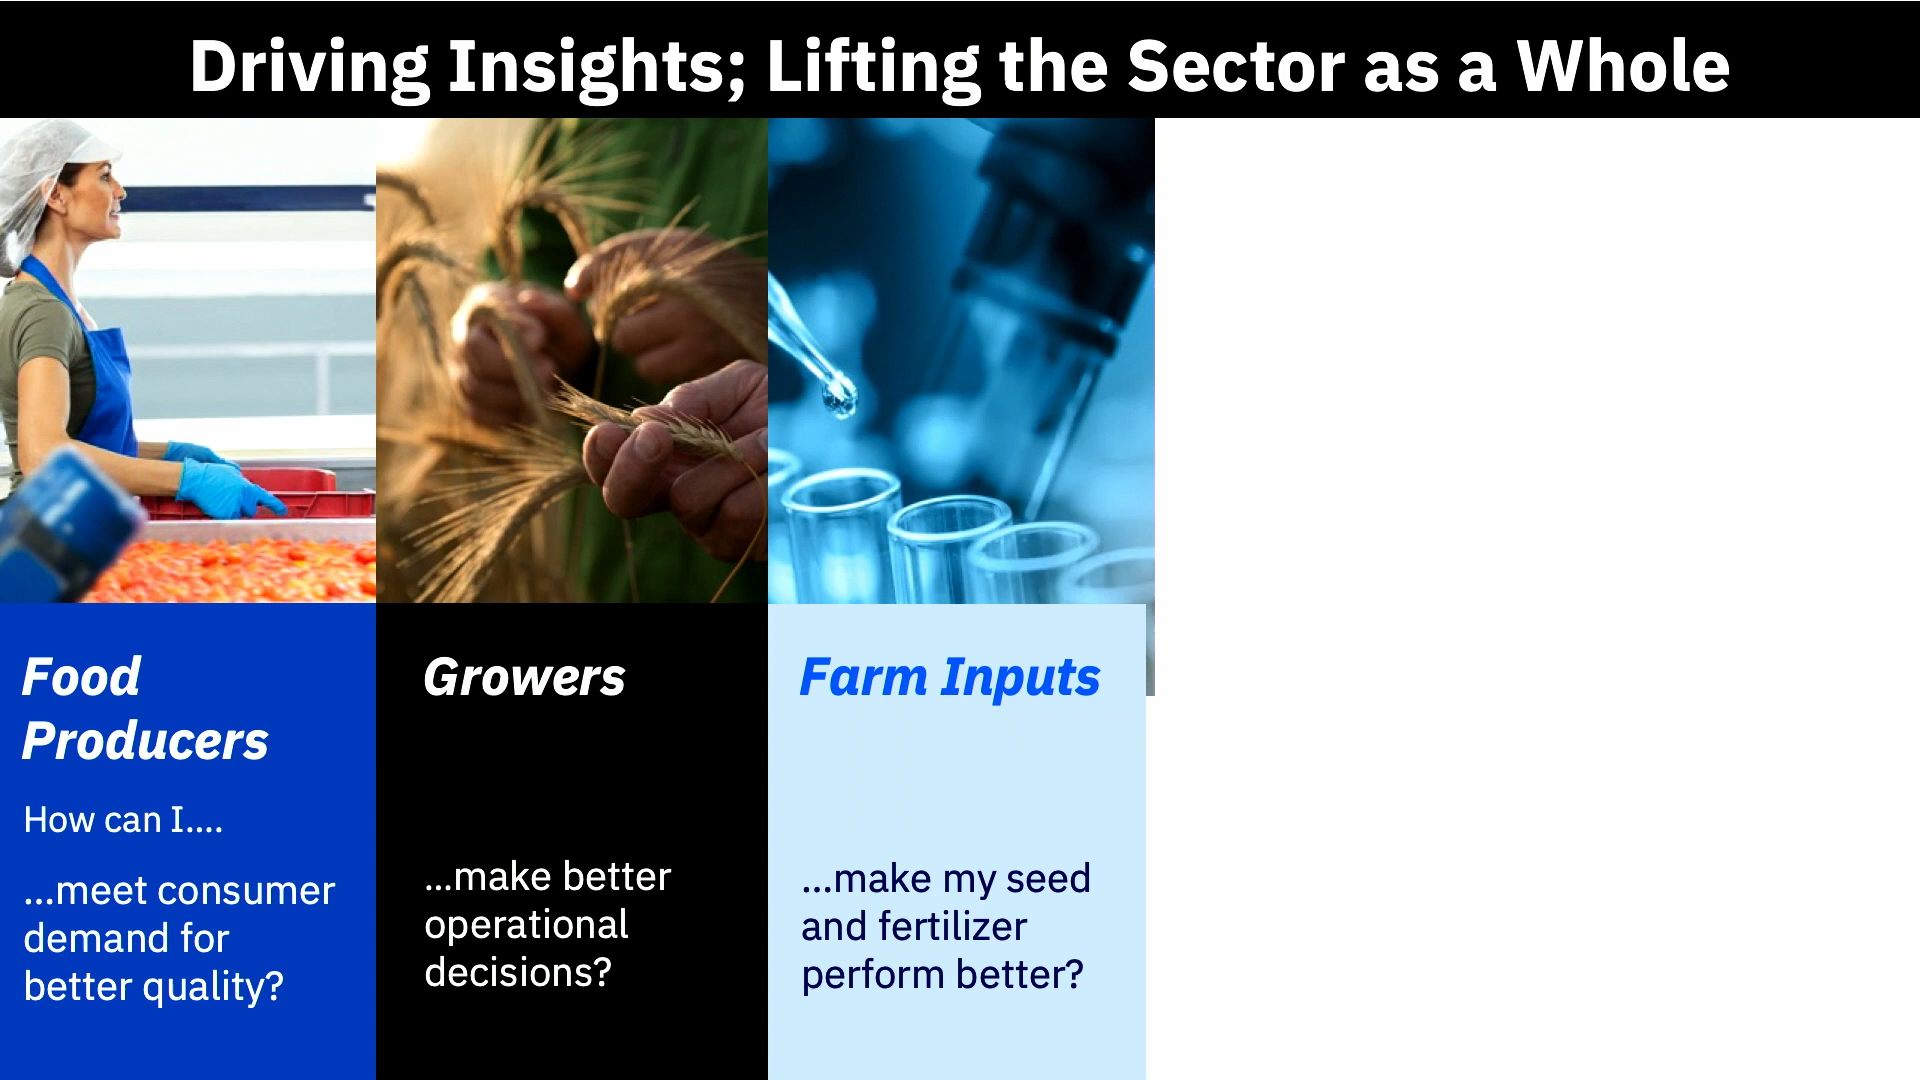 Driving Insights; Lifting the Sector as a Whole
Food
Producers
How can I....
...meet consumer
demand for
better quality?
Growers
...make better
operational
decisions?
Farm Inputs
...make my seed
and fertilizer
perform better?